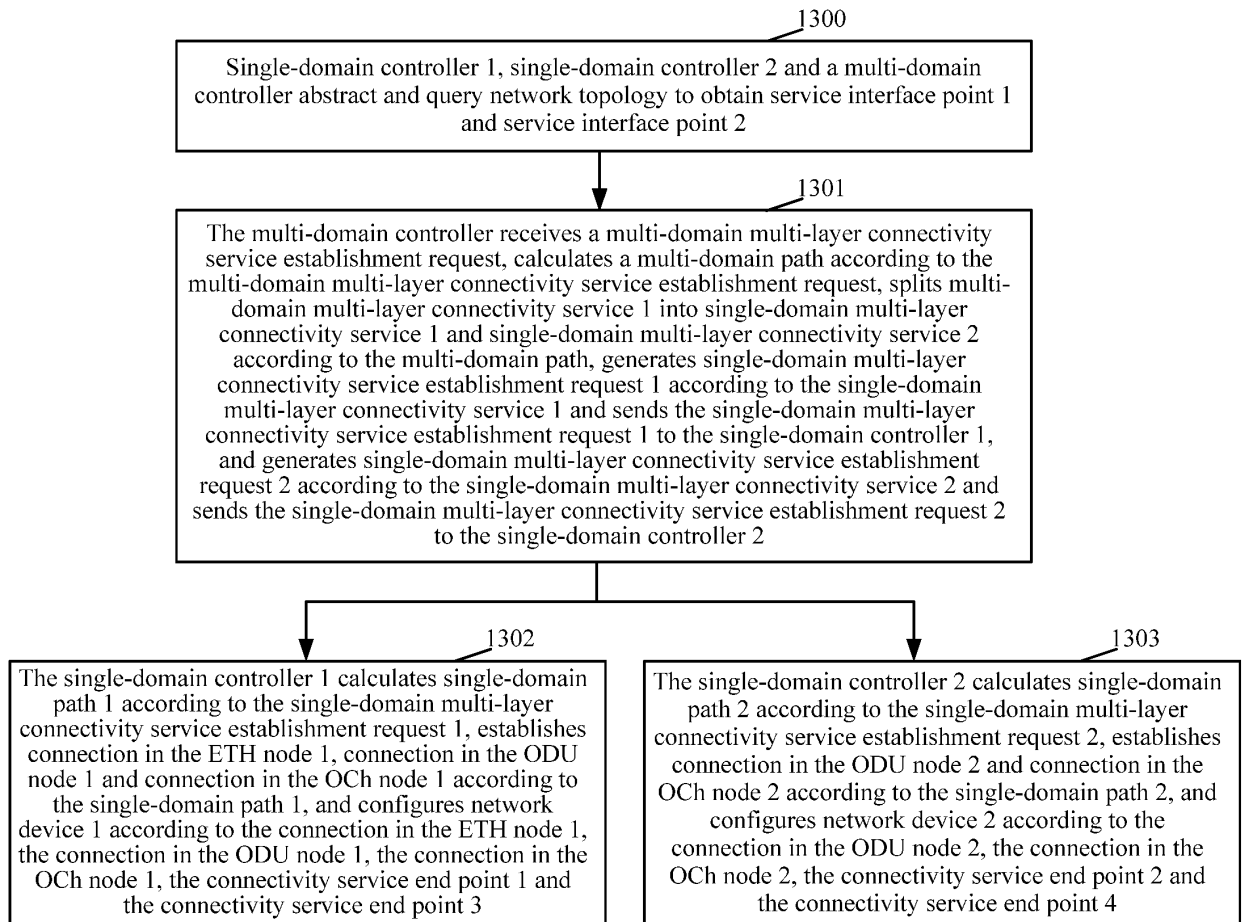 1300
Single-domain controller 1, single-domain controller 2 and a multi-domain
controller abstract and query network topology to obtain service interface point 1
and service interface point 2
1301
The multi-domain controller receives a multi-domain multi-layer connectivity
service establishment request, calculates a multi-domain path according to the
multi-domain multi-layer connectivity service establishment request, splits multi-
domain multi-layer connectivity service 1 into single-domain multi-layer
connectivity service 1 and single-domain multi-layer connectivity service 2
according to the multi-domain path, generates single-domain multi-layer
connectivity service establishment request 1 according to the single-domain
multi-layer connectivity service 1 and sends the single-domain multi-layer
connectivity service establishment request 1 to the single-domain controller 1,
and generates single-domain multi-layer connectivity service establishment
request 2 according to the single-domain multi-layer connectivity service 2 and
sends the single-domain multi-layer connectivity service establishment request 2
to the single-domain controller 2
1302
The single-domain controller 1 calculates single-domain
path 1 according to the single-domain multi-layer
connectivity service establishment request 1, establishes
connection in the ETH node 1, connection in the ODU
node 1 and connection in the OCh node 1 according to
the single-domain path 1, and configures network
device 1 according to the connection in the ETH node 1,
the connection in the ODU node 1, the connection in the
OCh node 1, the connectivity service end point 1 and
the connectivity service end point 3
1303
The single-domain controller 2 calculates single-domain
path 2 according to the single-domain multi-layer
connectivity service establishment request 2, establishes
connection in the ODU node 2 and connection in the
OCh node 2 according to the single-domain path 2, and
configures network device 2 according to the
connection in the ODU node 2, the connection in the
OCh node 2, the connectivity service end point 2 and
the connectivity service end point 4